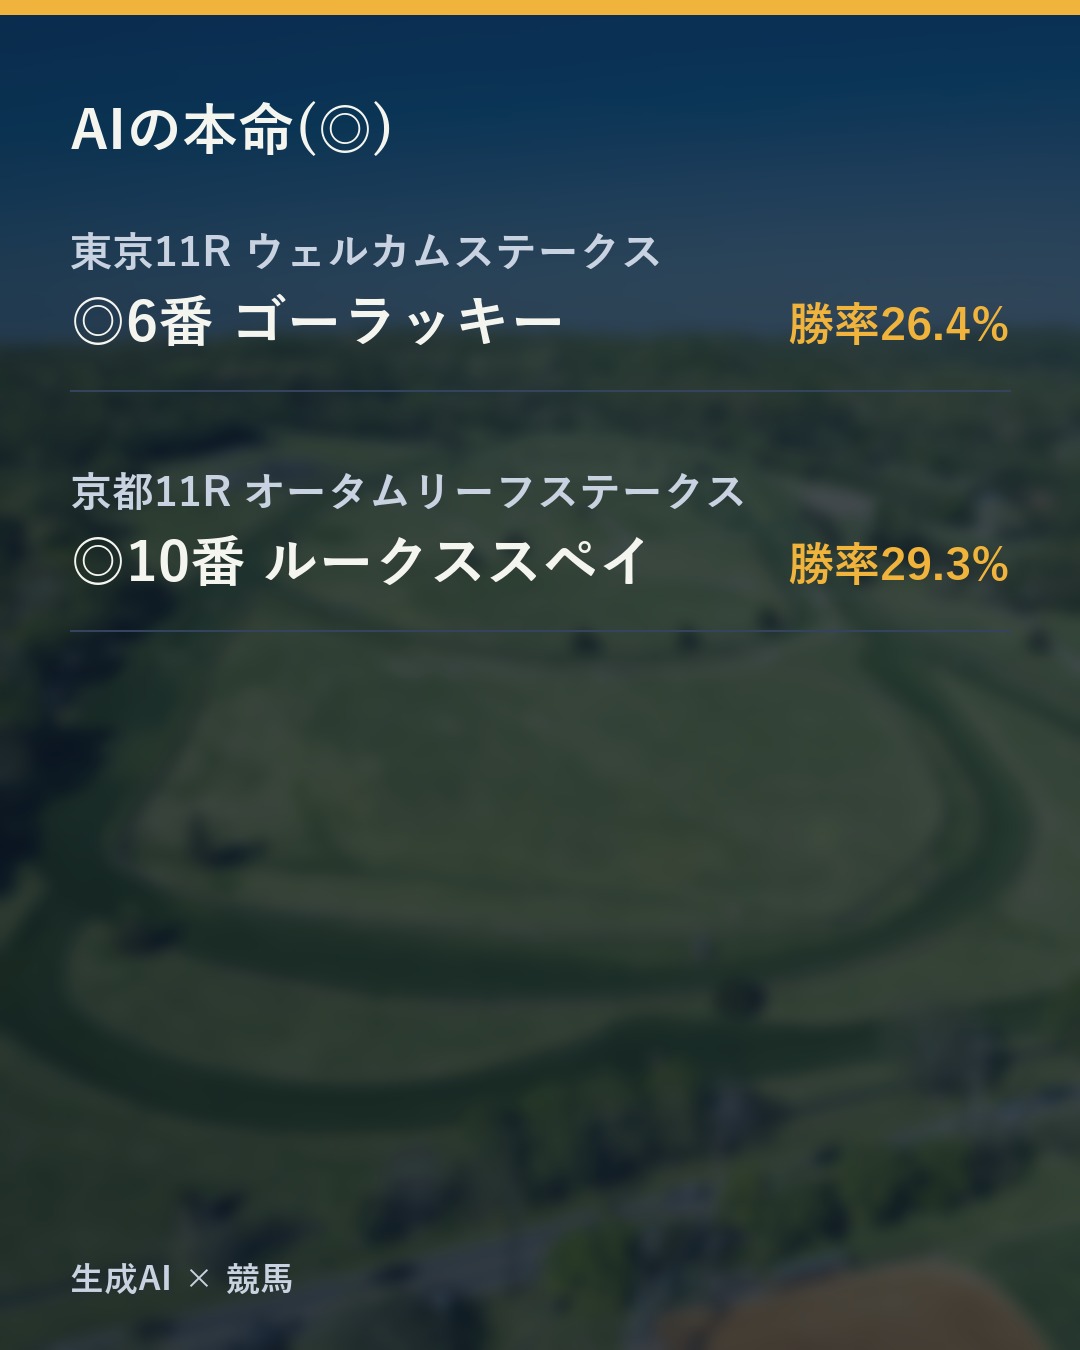 AIの本命(◎)
東京11R ウェルカムステークス
◎6番 ゴーラッキー 勝率26.4%
京都11R オータムリーフステークス
◎10番 ルークススペイ 勝率29.3%
生成AI × 競馬